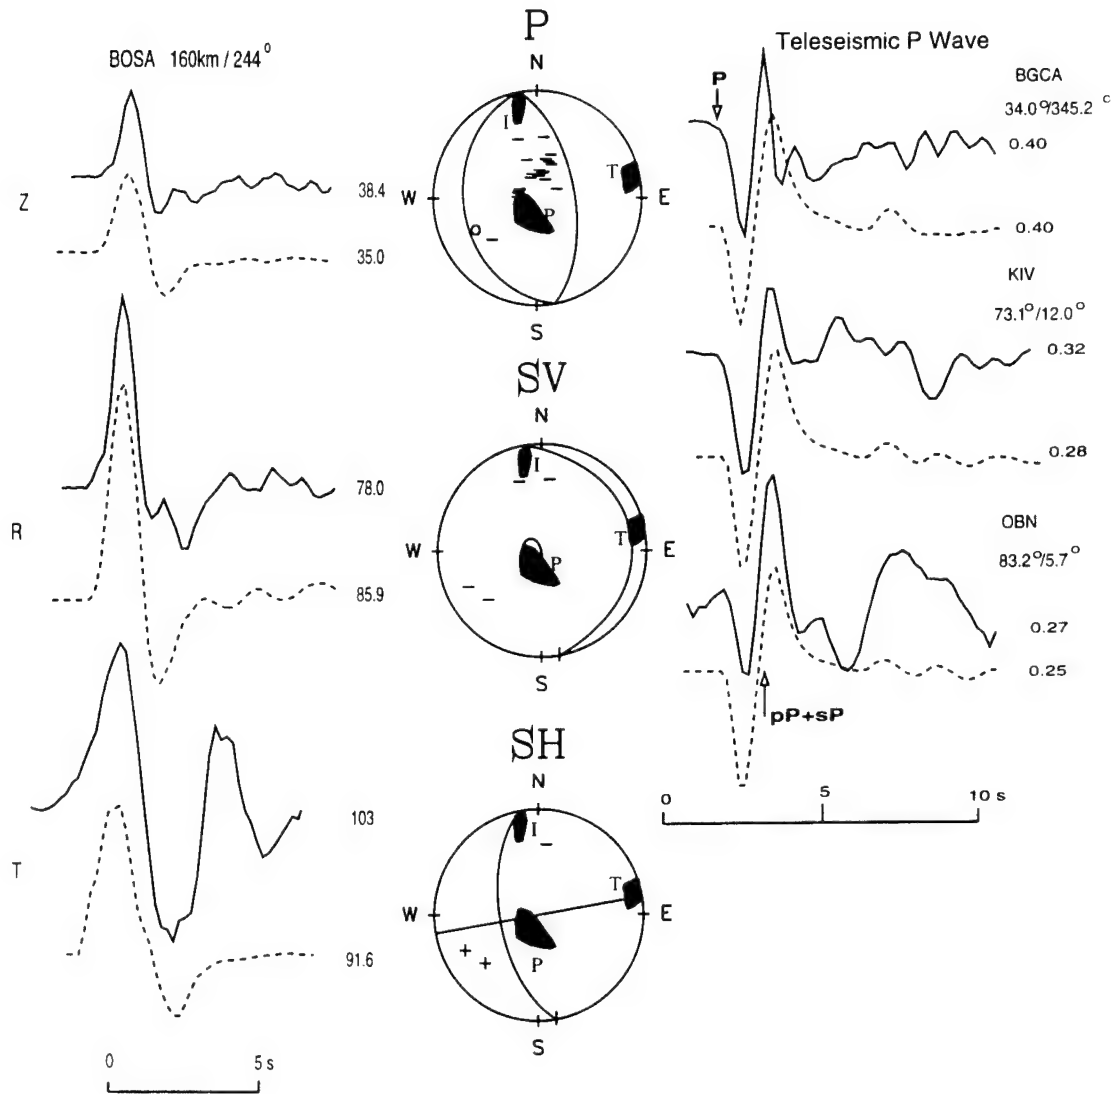 BOSA 160km / 244°
Z
38.4
35.0
R
78.0
85.9
T
103
91.6
0 5 s
P
N
I
T
W
E
P
S
SV
N
I
T
W
E
P
S
SH
N
I
T
W
E
P
S
Teleseismic P Wave
P
BGCA
34.0°/345.2 °
0.40
0.40
KIV
73.1°/12.0°
0.32
0.28
OBN
83.2°/5.7°
0.27
0.25
pP+sP
0 5 10 s